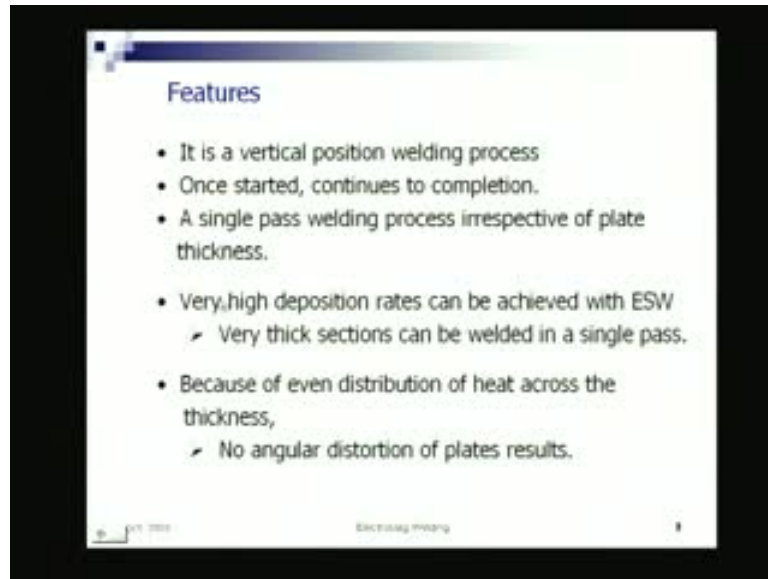 Features
• It is a vertical position welding process
• Once started, continues to completion.
• A single pass welding process irrespective of plate
thickness.
• Very,high deposition rates can be achieved with ESW
➢ Very thick sections can be welded in a single pass.
• Because of even distribution of heat across the
thickness,
➢ No angular distortion of plates results.
Electroslag Welding